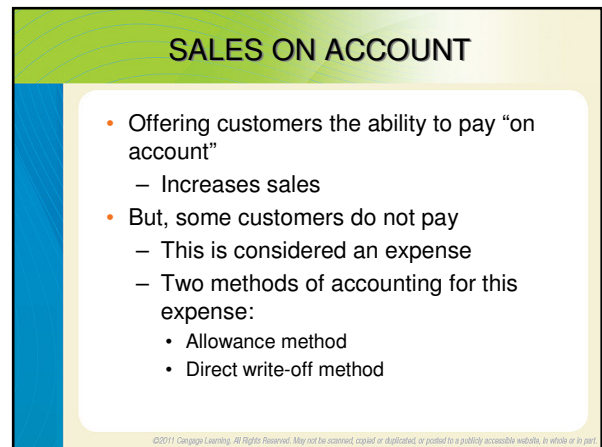 SALES ON ACCOUNT
• Offering customers the ability to pay “on
account”
– Increases sales
• But, some customers do not pay
– This is considered an expense
– Two methods of accounting for this
expense:
• Allowance method
• Direct write-off method
©2011 Cengage Learning. All Rights Reserved. May not be scanned, copied or duplicated, or posted to a publicly accessible website, in whole or in part.